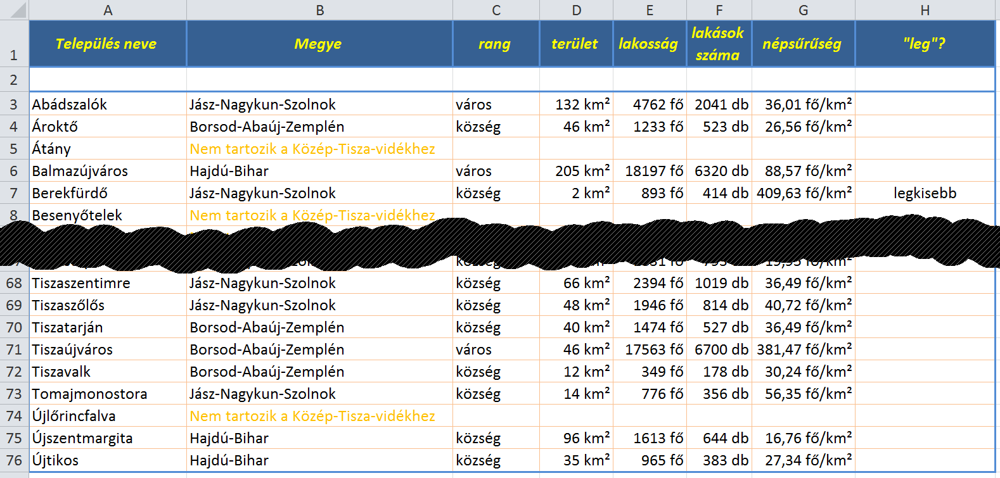 A B C D E F G H
1 Település neve Megye rang terület lakosság lakások száma népsűrűség "leg"?
2
3 Abádszalók Jász-Nagykun-Szolnok város 132 km² 4762 fő 2041 db 36,01 fő/km²
4 Ároktő Borsod-Abaúj-Zemplén község 46 km² 1233 fő 523 db 26,56 fő/km²
5 Átány Nem tartozik a Közép-Tisza-vidékhez
6 Balmazújváros Hajdú-Bihar város 205 km² 18197 fő 6320 db 88,57 fő/km²
7 Berekfürdő Jász-Nagykun-Szolnok község 2 km² 893 fő 414 db 409,63 fő/km² legkisebb
8 Besenyőtelek Nem tartozik a Közép-Tisza-vidékhez
68 Tiszaszentimre Jász-Nagykun-Szolnok község 66 km² 2394 fő 1019 db 36,49 fő/km²
69 Tiszaszőlős Jász-Nagykun-Szolnok község 48 km² 1946 fő 814 db 40,72 fő/km²
70 Tiszatarján Borsod-Abaúj-Zemplén község 40 km² 1474 fő 527 db 36,49 fő/km²
71 Tiszaújváros Borsod-Abaúj-Zemplén város 46 km² 17563 fő 6700 db 381,47 fő/km²
72 Tiszavalk Borsod-Abaúj-Zemplén község 12 km² 349 fő 178 db 30,24 fő/km²
73 Tomajmonostora Jász-Nagykun-Szolnok község 14 km² 776 fő 356 db 56,35 fő/km²
74 Újlőrincfalva Nem tartozik a Közép-Tisza-vidékhez
75 Újszentmargita Hajdú-Bihar község 96 km² 1613 fő 644 db 16,76 fő/km²
76 Újtikos Hajdú-Bihar község 35 km² 965 fő 383 db 27,34 fő/km²